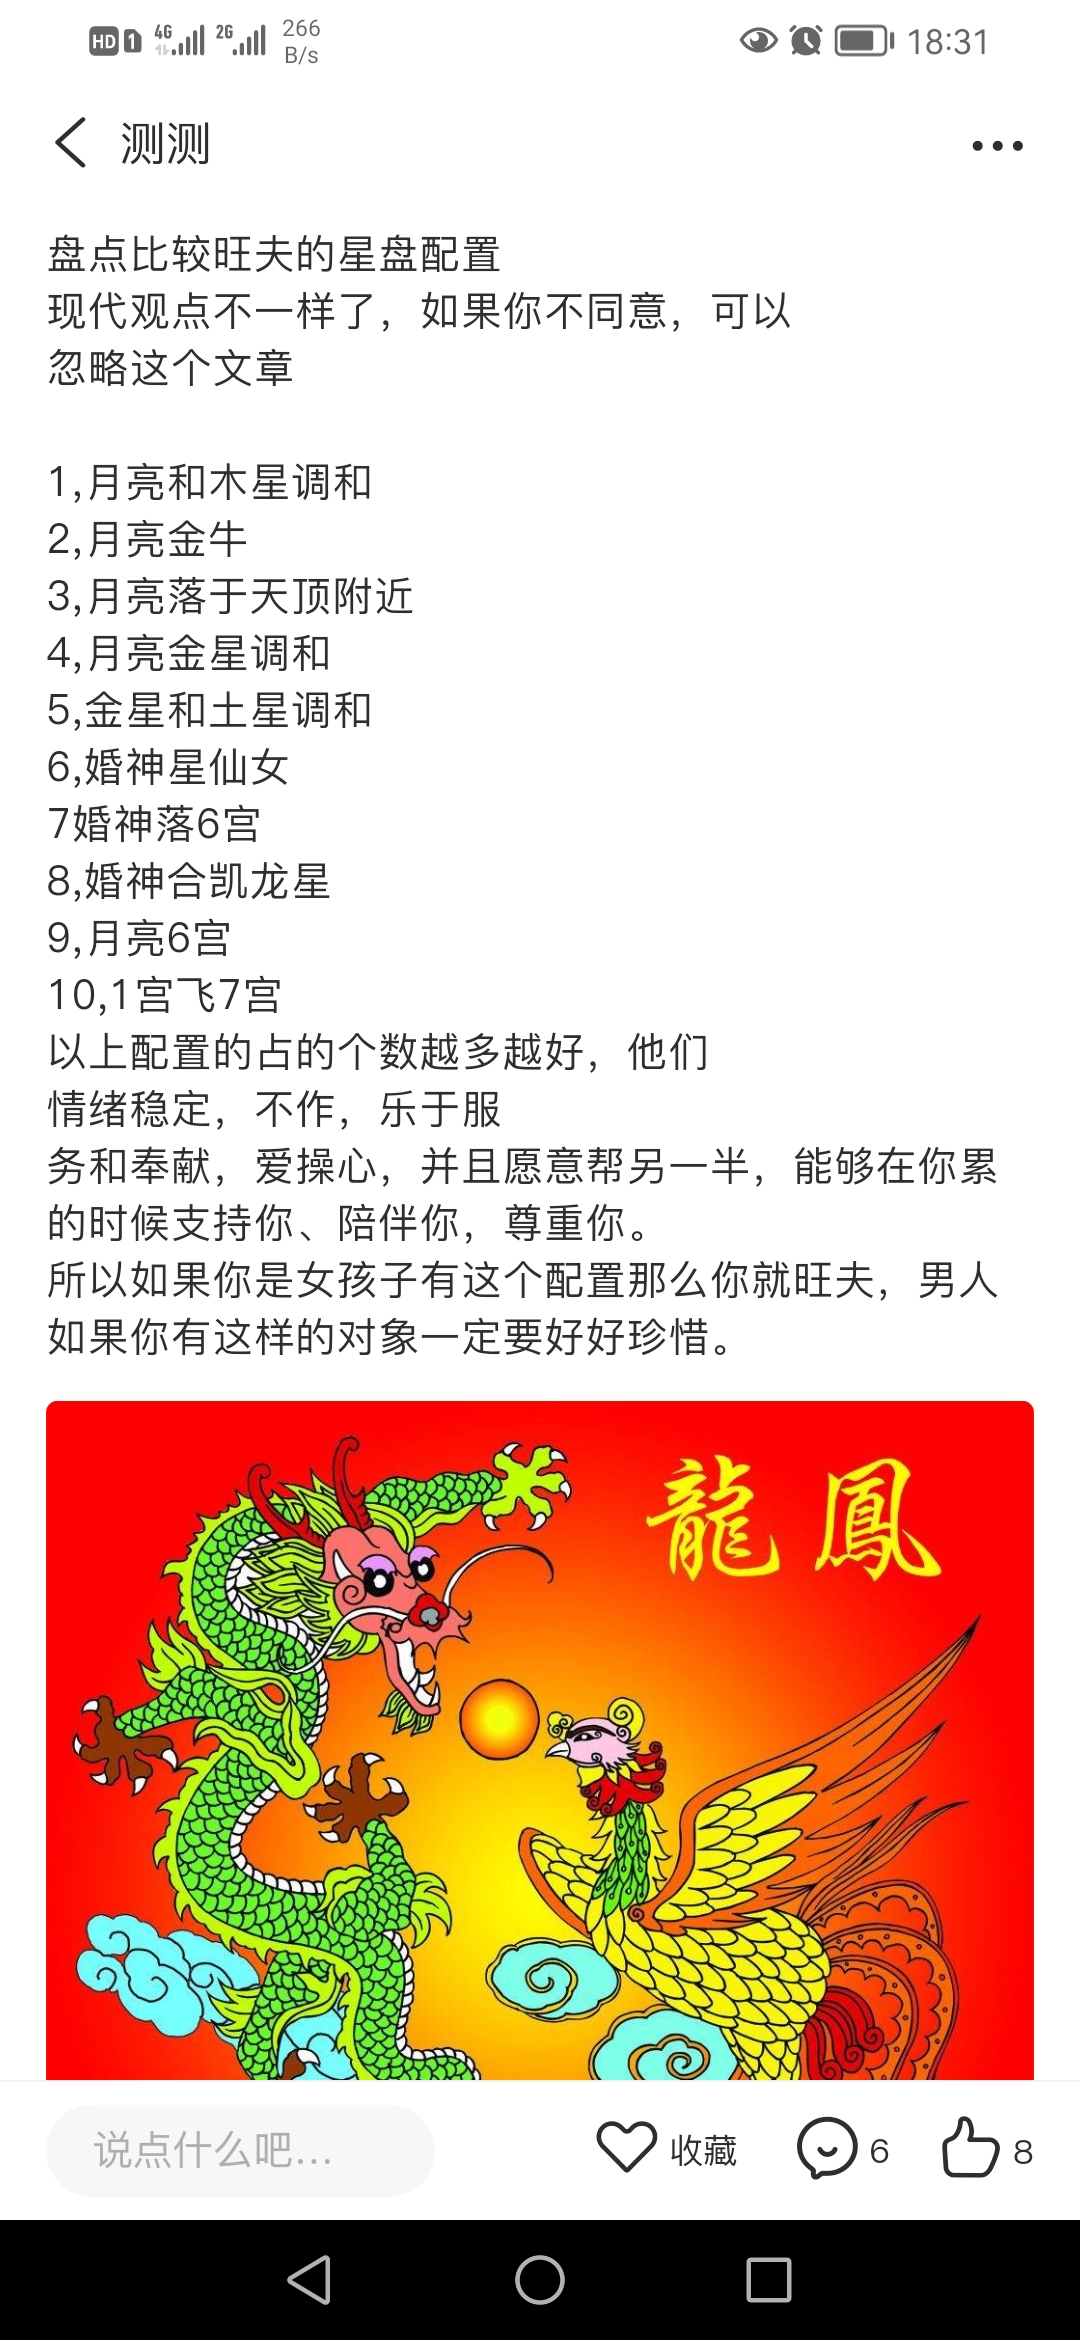 HD 1 4G 2G 266 B/s 18:31
测测
盘点比较旺夫的星盘配置
现代观点不一样了，如果你不同意，可以
忽略这个文章
1,月亮和木星调和
2,月亮金牛
3,月亮落于天顶附近
4,月亮金星调和
5,金星和土星调和
6,婚神星仙女
7婚神落6宫
8,婚神合凯龙星
9,月亮6宫
10,1宫飞7宫
以上配置的占的个数越多越好，他们
情绪稳定，不作，乐于服
务和奉献，爱操心，并且愿意帮另一半，能够在你累
的时候支持你、陪伴你，尊重你。
所以如果你是女孩子有这个配置那么你就旺夫，男人
如果你有这样的对象一定要好好珍惜。
龍鳳
说点什么吧... 收藏 6 8